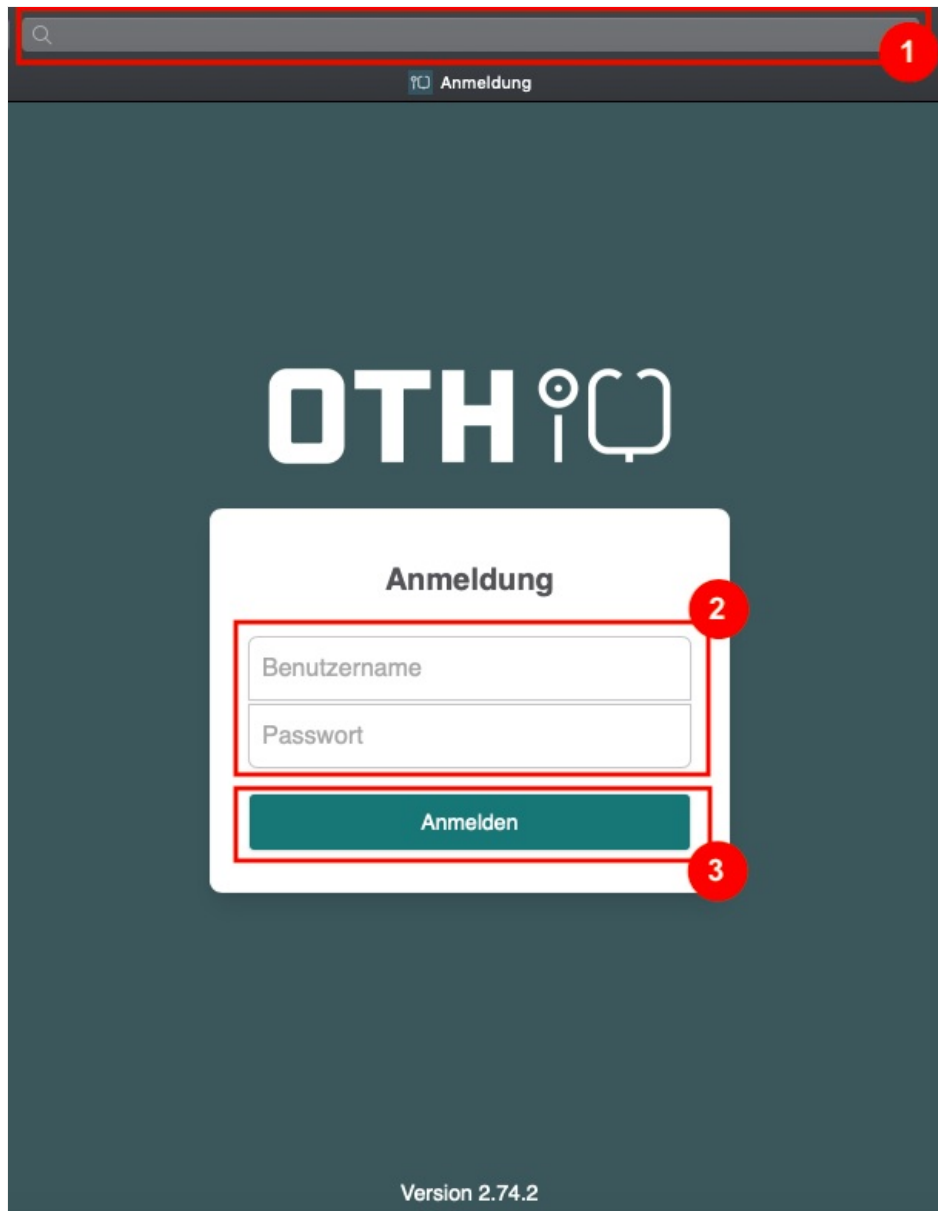 1
Anmeldung
OTH
Anmeldung
2
Benutzername
Passwort
Anmelden
3
Version 2.74.2